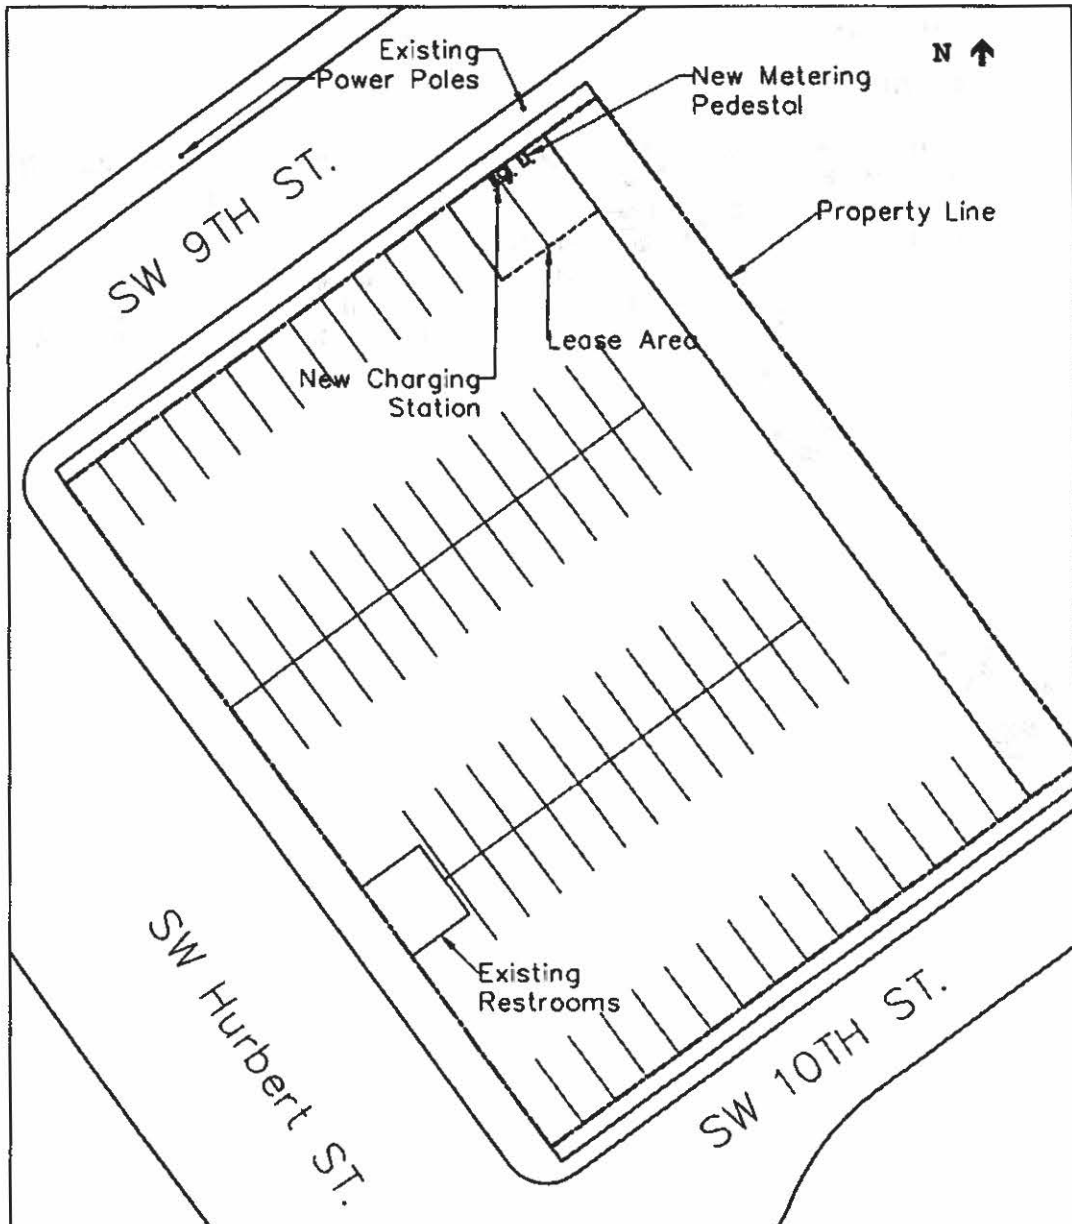 Existing
Power Poles
N
New Metering
Pedestal
SW 9TH ST.
Property Line
Lease Area
New Charging
Station
SW Hurbert ST.
Existing
Restrooms
SW 10TH ST.